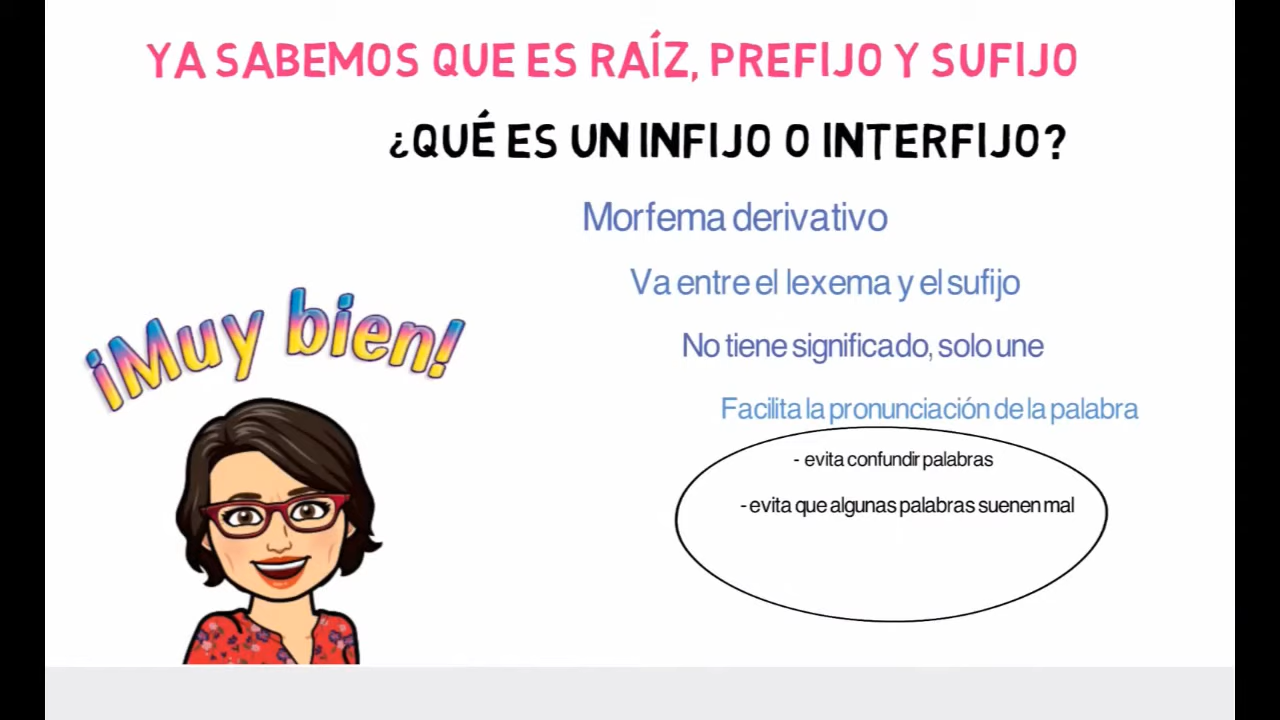 YA SABEMOS QUE ES RAÍZ, PREFIJO Y SUFIJO
¿QUÉ ES UN INFIJO O INTERFIJO?
Morfema derivativo
Va entre el lexema y el sufijo
No tiene significado, solo une
¡Muy bien!
Facilita la pronunciación de la palabra
- evita confundir palabras
- evita que algunas palabras suenen mal